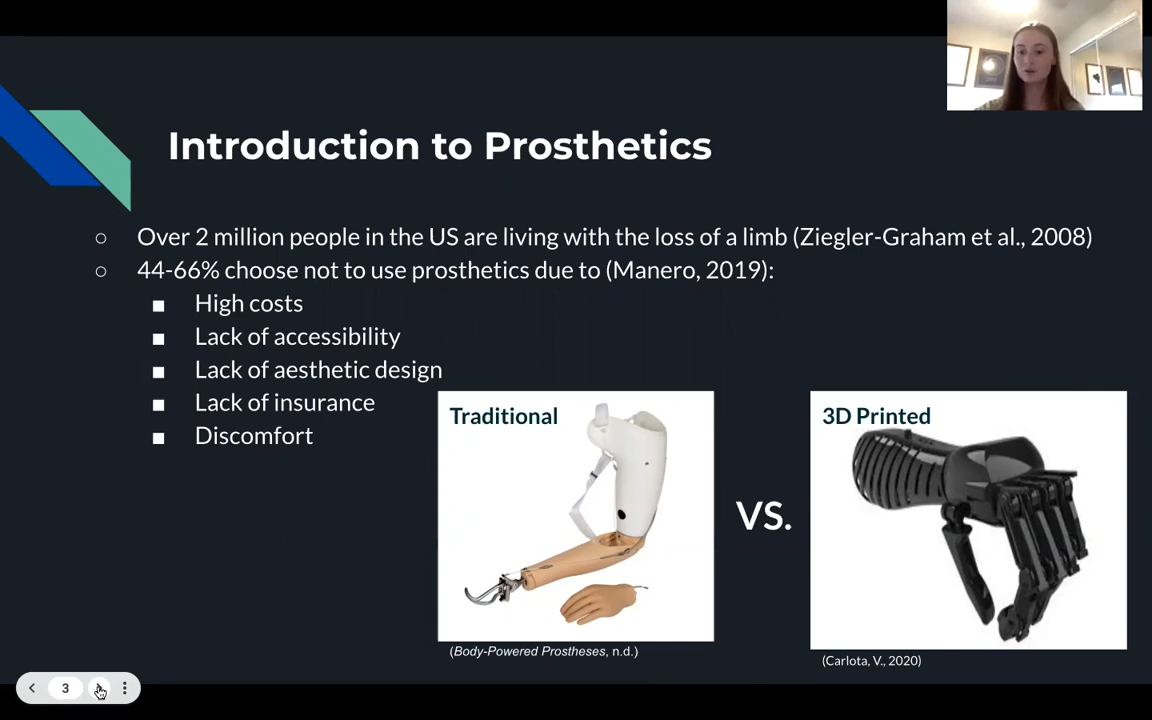 Introduction to Prosthetics
○ Over 2 million people in the US are living with the loss of a limb (Ziegler-Graham et al., 2008)
○ 44-66% choose not to use prosthetics due to (Manero, 2019):
■ High costs
■ Lack of accessibility
■ Lack of aesthetic design
■ Lack of insurance
■ Discomfort
Traditional
VS.
3D Printed
(Body-Powered Prostheses, n.d.)
(Carlota, V., 2020)
3